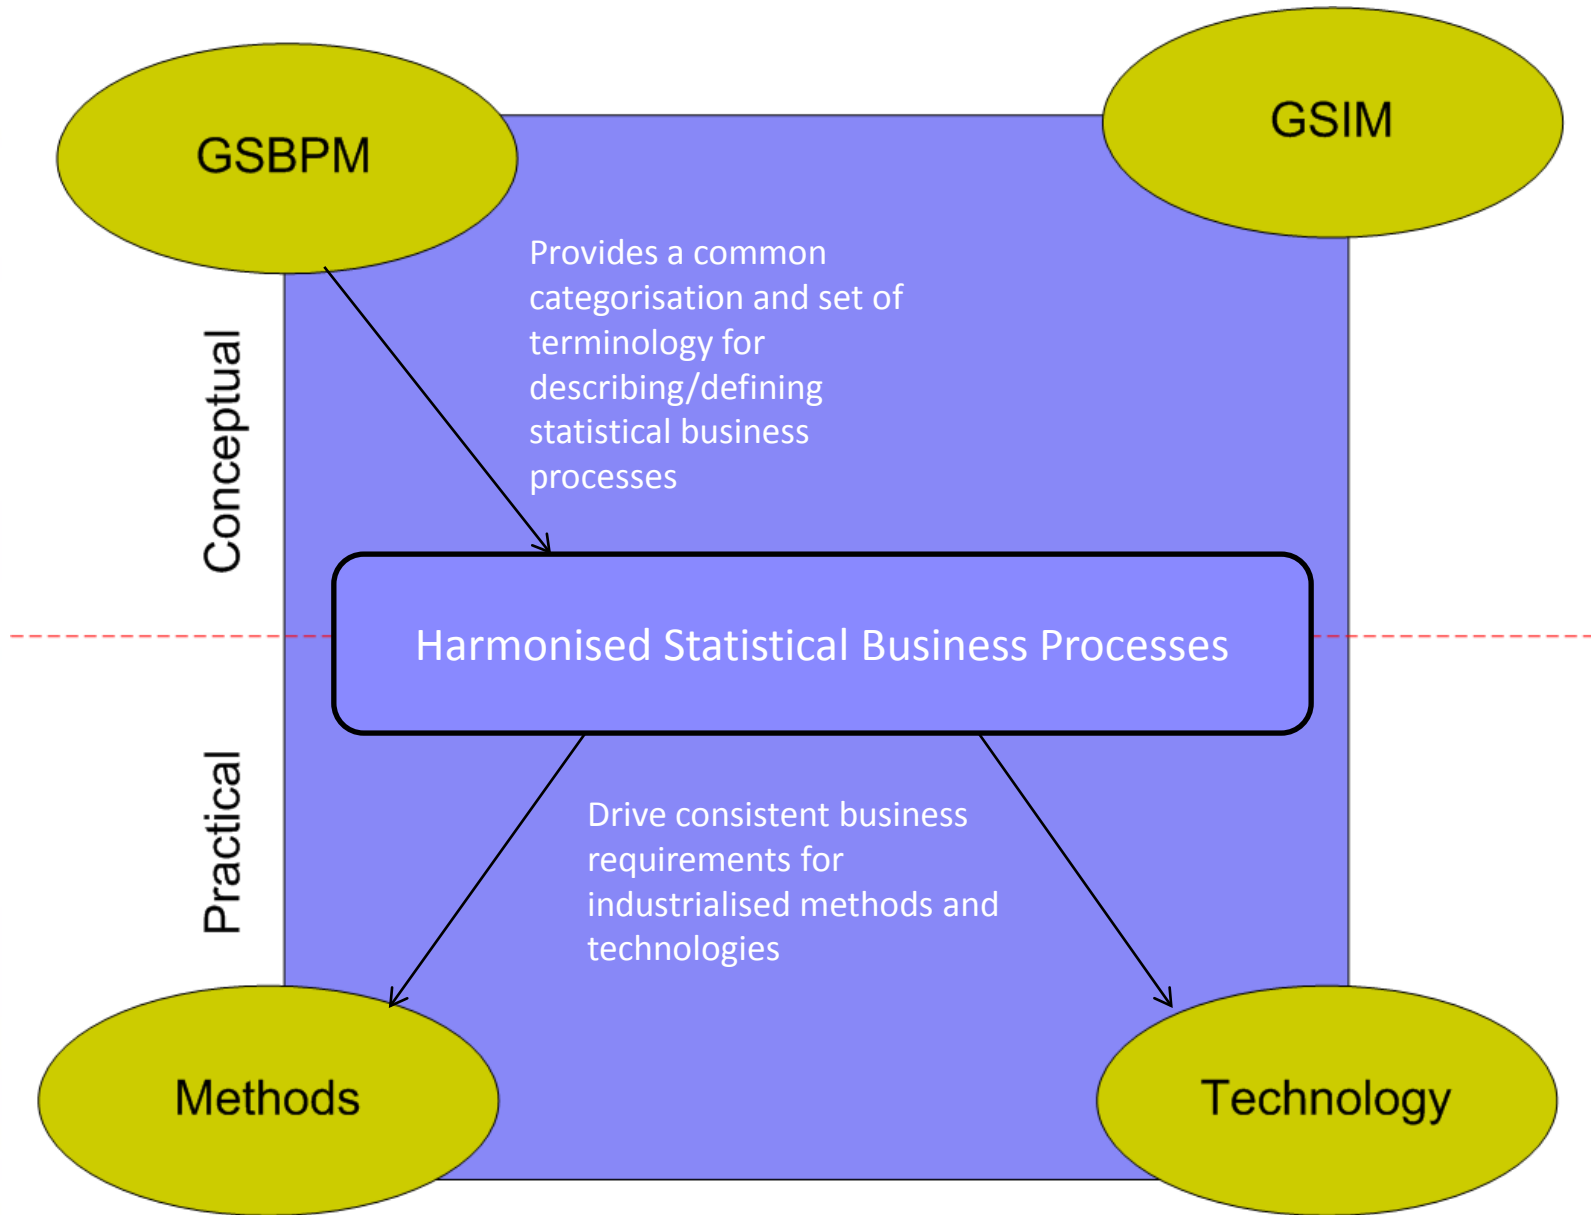 GSBPM
GSIM
Provides a common
categorisation and set of
terminology for
describing/defining
statistical business
processes
Conceptual
Harmonised Statistical Business Processes
Practical
Drive consistent business
requirements for
industrialised methods and
technologies
Methods
Technology